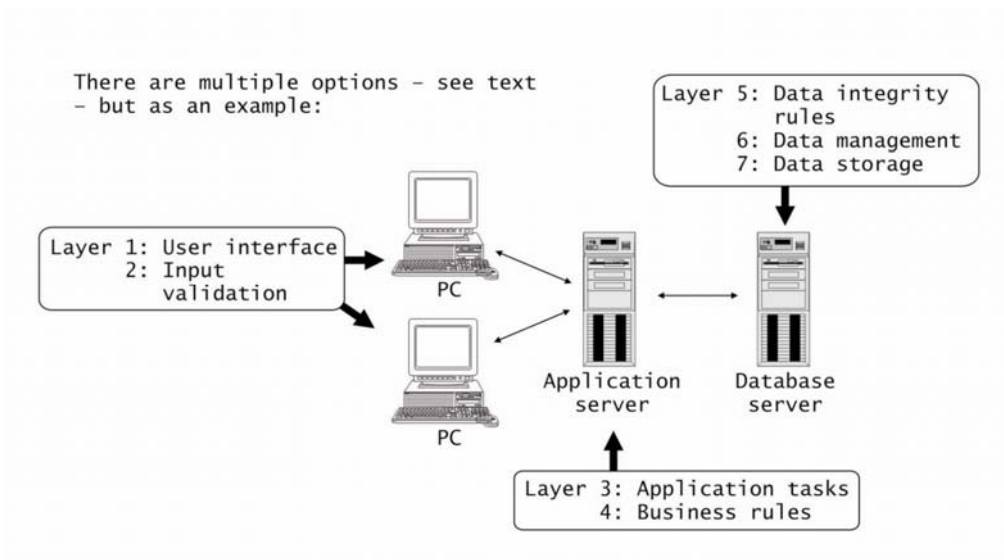 There are multiple options – see text
– but as an example:
Layer 5: Data integrity
rules
6: Data management
7: Data storage
Layer 1: User interface
2: Input
validation
PC
PC
Application
server
Database
server
Layer 3: Application tasks
4: Business rules